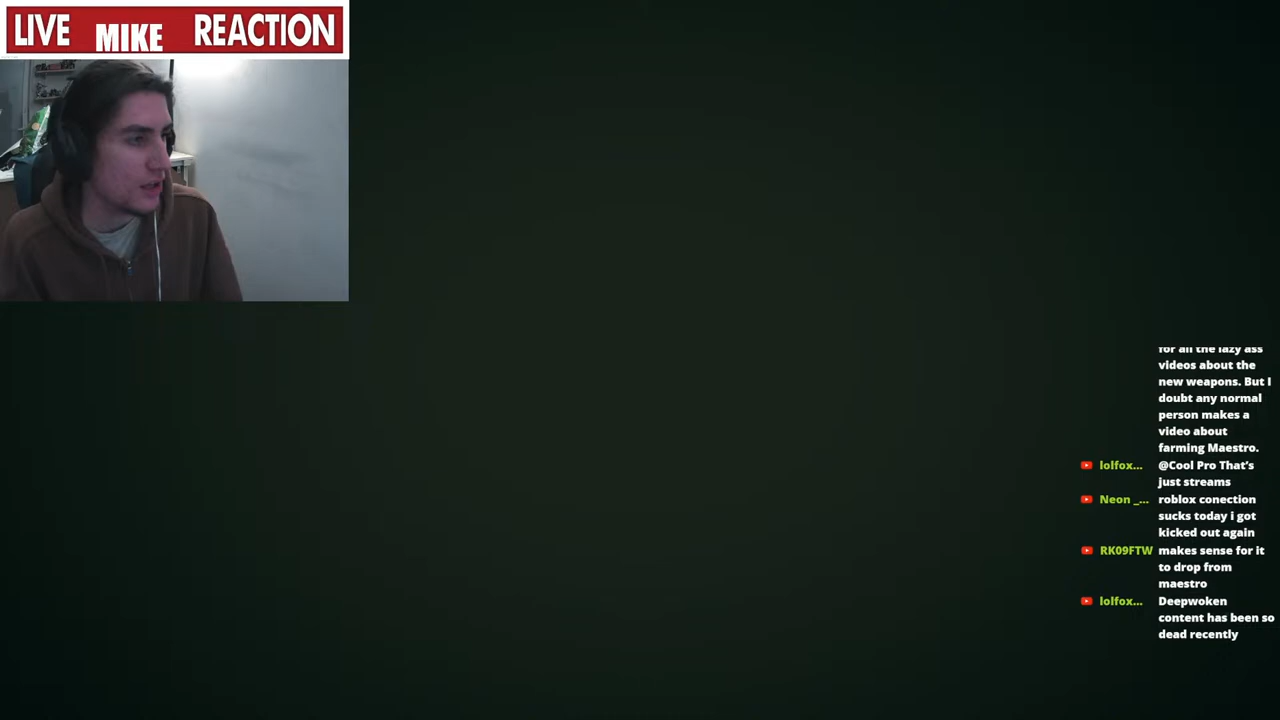 LIVE MIKE REACTION
for all the lazy ass
videos about the
new weapons. But I
doubt any normal
person makes a
video about
farming Maestro.
lolfox... @Cool Pro That's
just streams
Neon _... roblox conection
sucks today i got
kicked out again
RK09FTW makes sense for it
to drop from
maestro
lolfox... Deepwoken
content has been so
dead recently